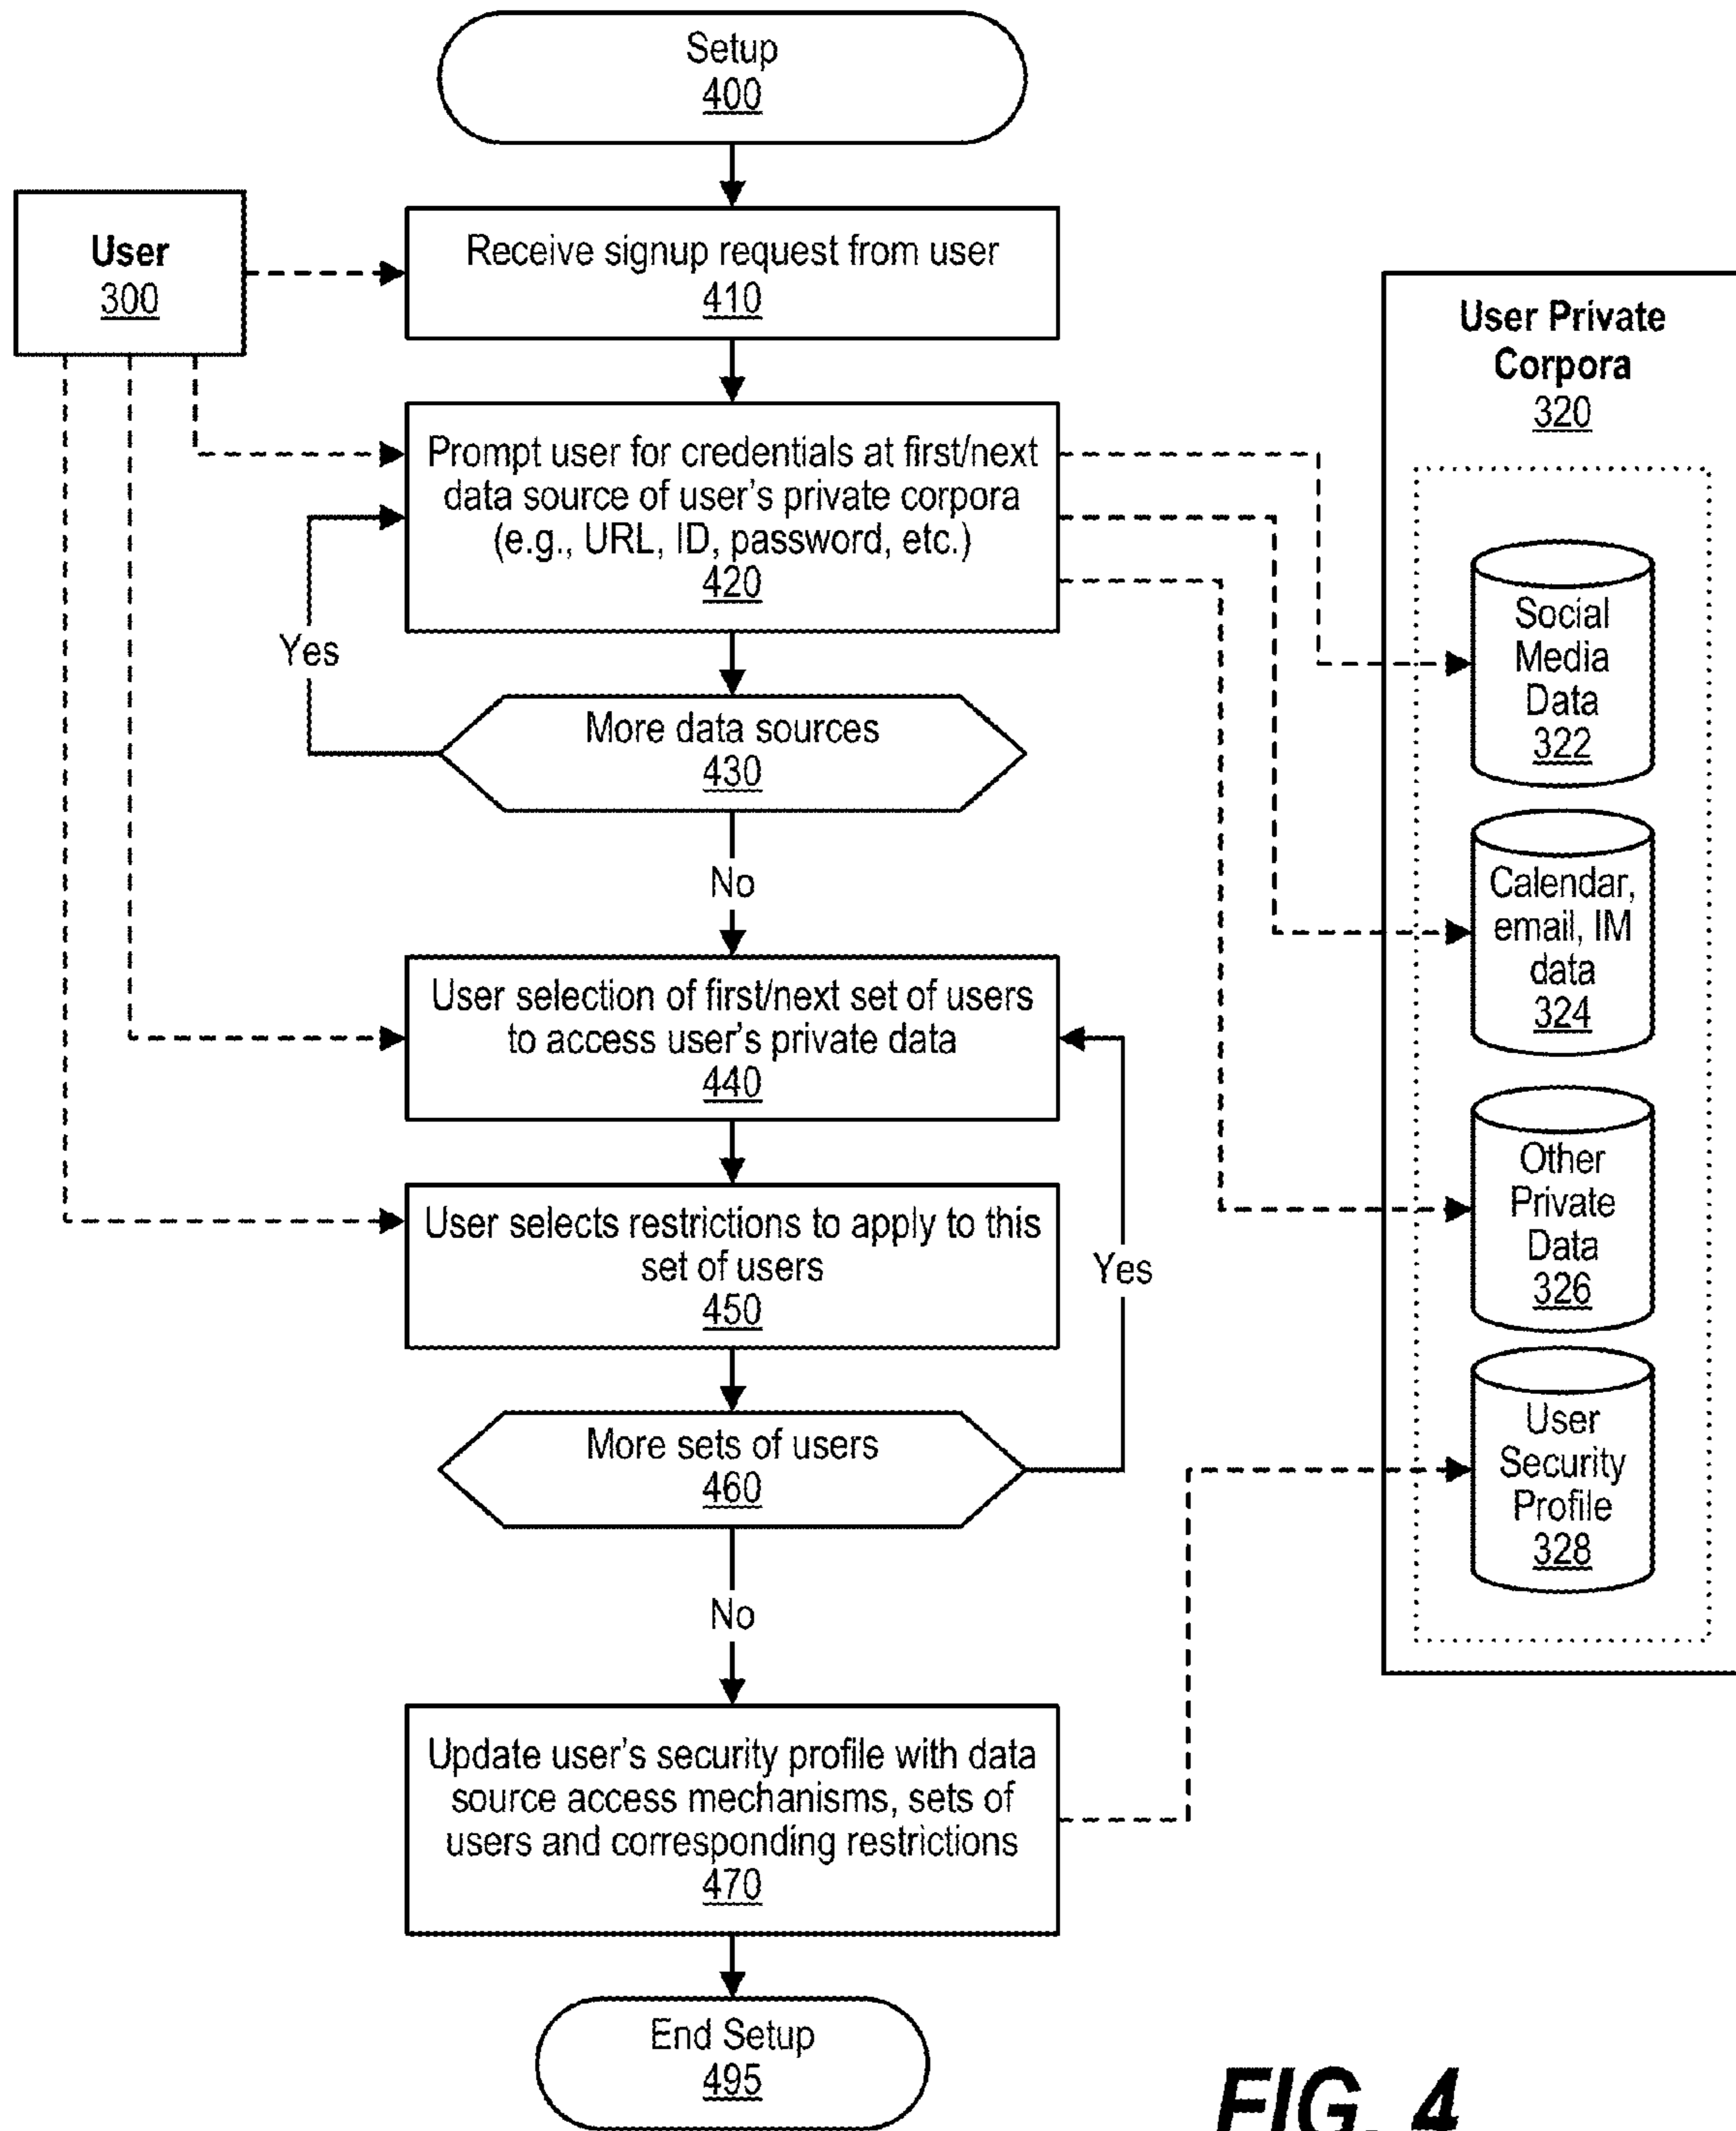 Setup
400
User
300
Receive signup request from user
410
User Private
Corpora
320
Prompt user for credentials at first/next
data source of user’s private corpora
(e.g., URL, ID, password, etc.)
420
Social
Media
Data
322
Yes
More data sources
430
Calendar,
email, IM
data
324
No
User selection of first/next set of users
to access user’s private data
440
Other
Private
Data
326
User selects restrictions to apply to this
set of users
450
Yes
User
Security
Profile
328
More sets of users
460
No
Update user’s security profile with data
source access mechanisms, sets of
users and corresponding restrictions
470
End Setup
495
FIG. 4